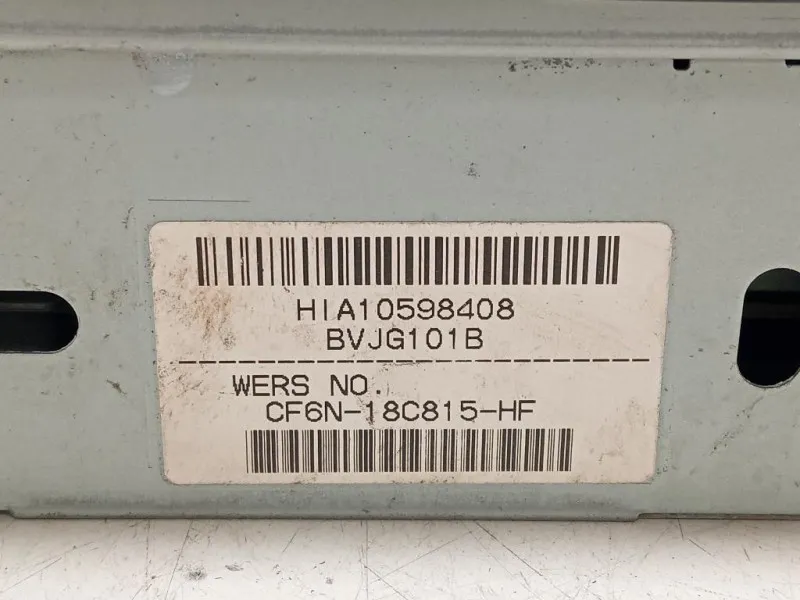 HIA10598408
BVJG101B
WERS NO.
CF6N-18C815-HF